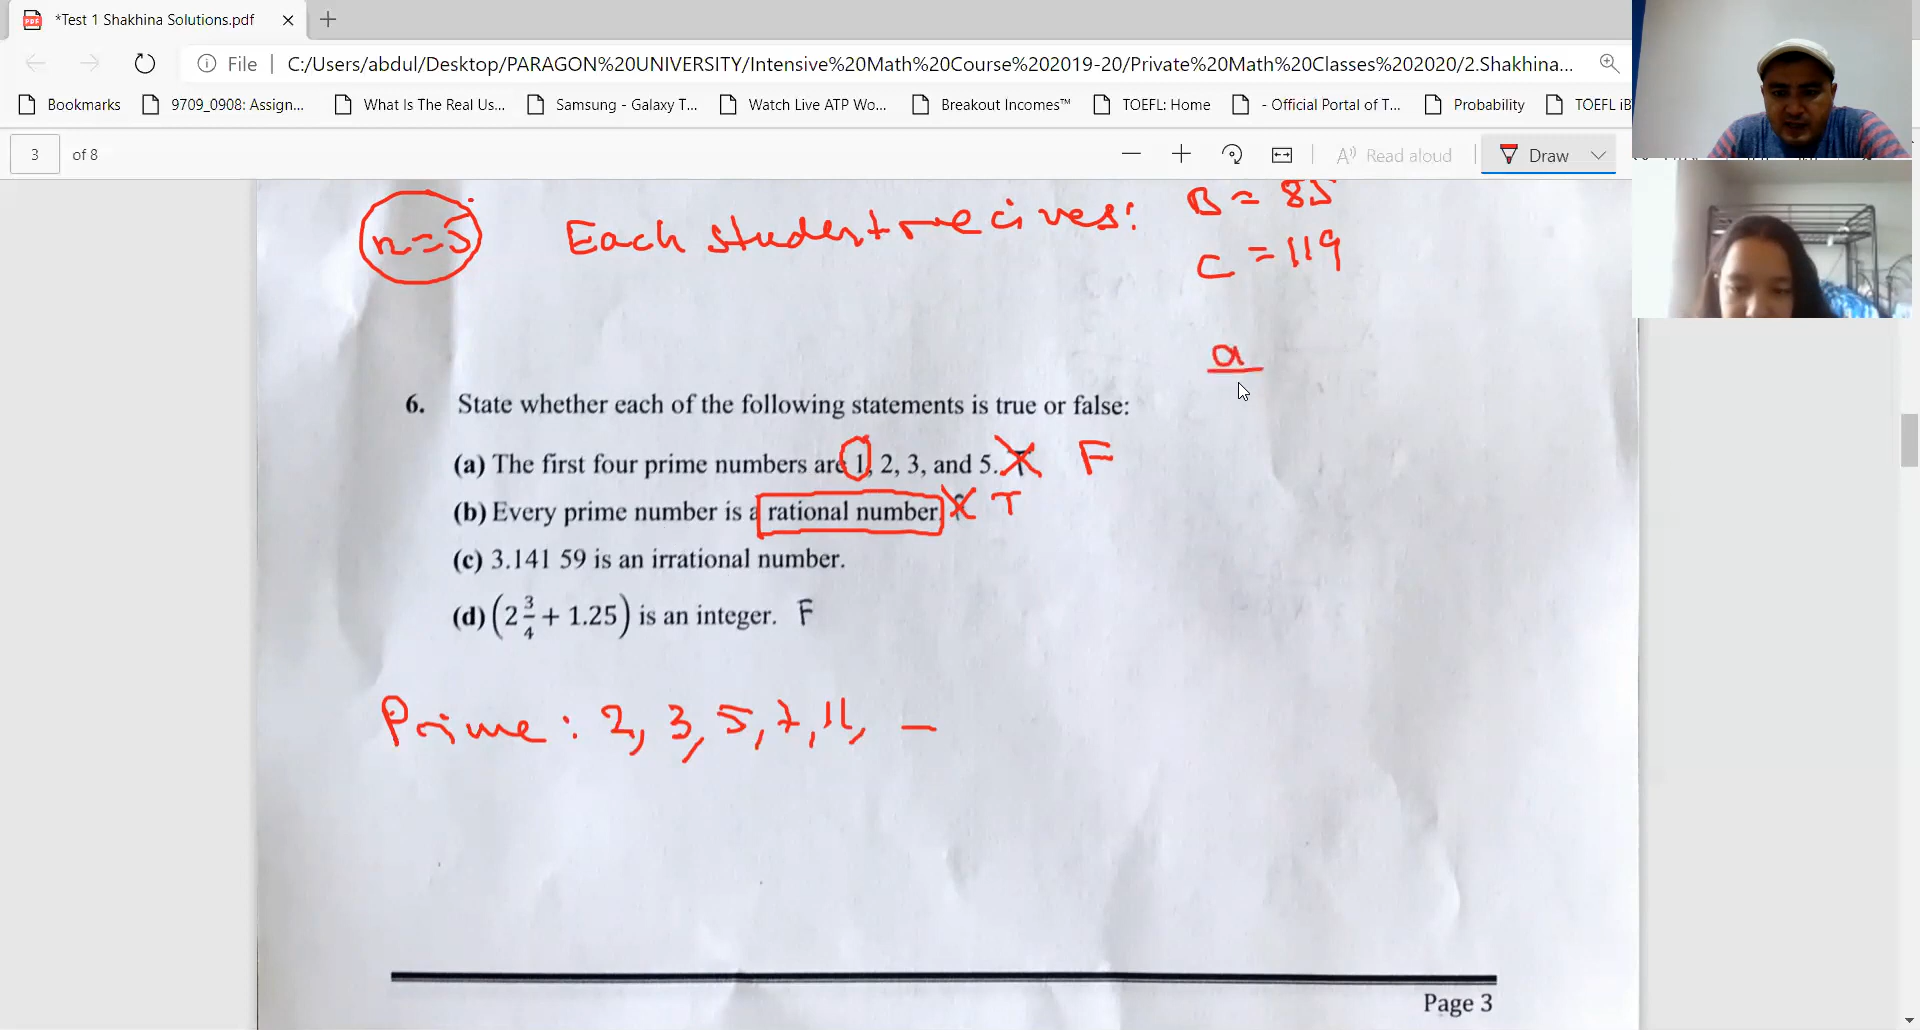 *Test 1 Shakhina Solutions.pdf
File | C:/Users/abdul/Desktop/PARAGON%20UNIVERSITY/Intensive%20Math%20Course%202019-20/Private%20Math%20Classes%202020/2.Shakhina...
Bookmarks 9709_0908: Assign... What Is The Real Us... Samsung - Galaxy T... Watch Live ATP Wo... Breakout Incomes™ TOEFL: Home - Official Portal of T... Probability TOEFL iB
3 of 8 Read aloud Draw
B = 85
n=5 Each student recives:
C = 119
a
6. State whether each of the following statements is true or false:
(a) The first four prime numbers are 1, 2, 3, and 5. T F
(b) Every prime number is a rational number T
(c) 3.141 59 is an irrational number.
(d) (2 3/4 + 1.25) is an integer. F
Prime : 2, 3, 5, 7, 11, —
Page 3